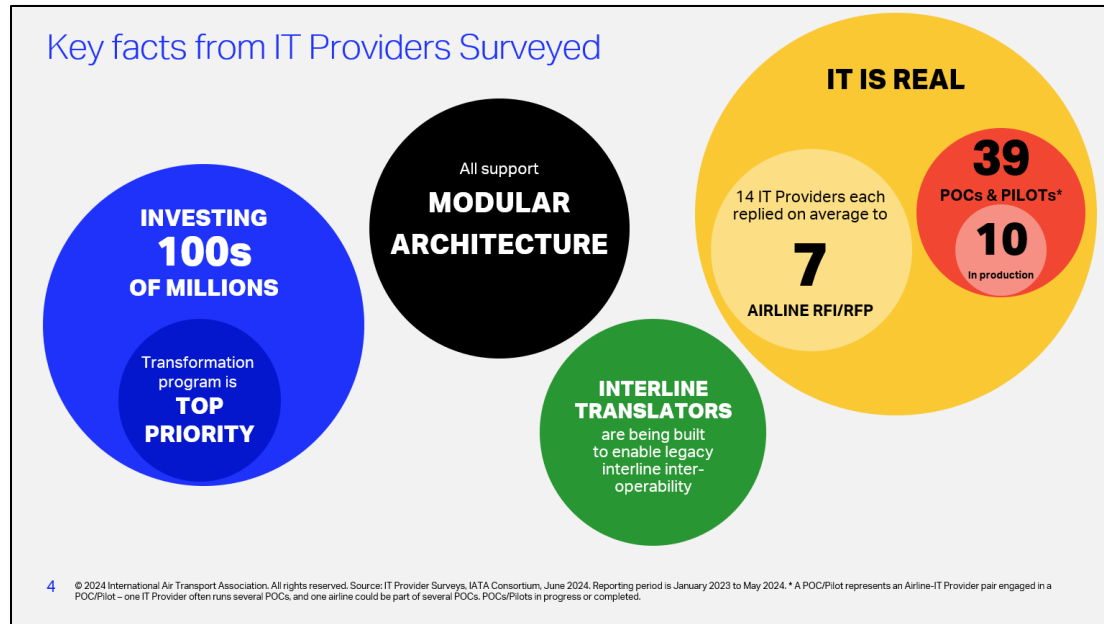 Key facts from IT Providers Surveyed
INVESTING
100s
OF MILLIONS
Transformation
program is
TOP
PRIORITY
All support
MODULAR
ARCHITECTURE
INTERLINE
TRANSLATORS
are being built
to enable legacy
interline inter-
operability
IT IS REAL
14 IT Providers each
replied on average to
7
AIRLINE RFI/RFP
39
POCs & PILOTs*
10
In production
4
© 2024 International Air Transport Association. All rights reserved. Source: IT Provider Surveys, IATA Consortium, June 2024. Reporting period is January 2023 to May 2024. * A POC/Pilot represents an Airline-IT Provider pair engaged in a
POC/Pilot – one IT Provider often runs several POCs, and one airline could be part of several POCs. POCs/Pilots in progress or completed.